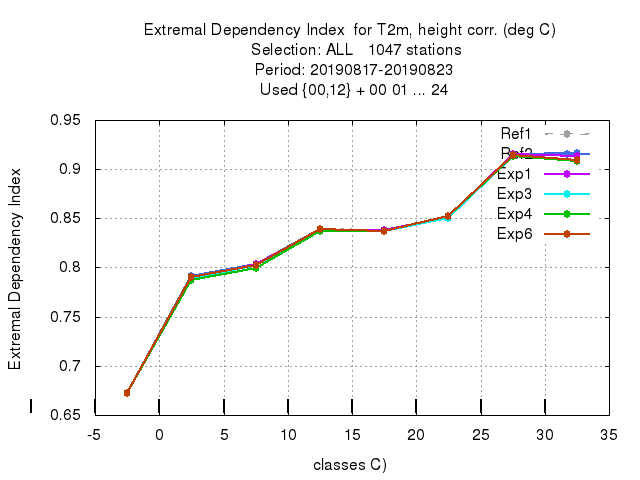 Extremal Dependency Index for T2m, height corr. (deg C)
Selection: ALL 1047 stations
Period: 20190817-20190823
Used {00,12} + 00 01 ... 24
Extremal Dependency Index
0.95
0.9
0.85
0.8
0.75
0.7
0.65
Ref1
Ref2
Exp1
Exp3
Exp4
Exp6
-5 0 5 10 15 20 25 30 35
classes C)